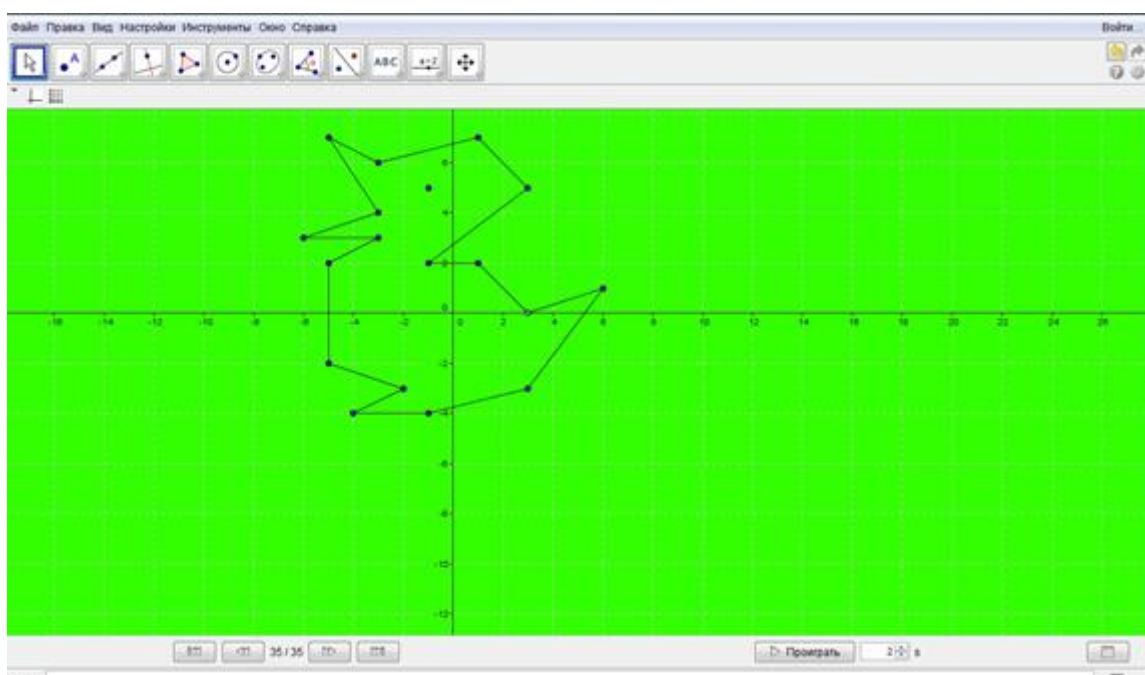 Файл Правка Вид Настройки Инструменты Окно Справка Войти...
ABC a=2
6
4
2
0
-16 -14 -12 -10 -8 -6 -4 -2 0 2 4 6 8 10 12 14 16 18 20 22 24 26
-2
-4
-6
-8
-10
-12
35 / 35 Проиграть 2 s